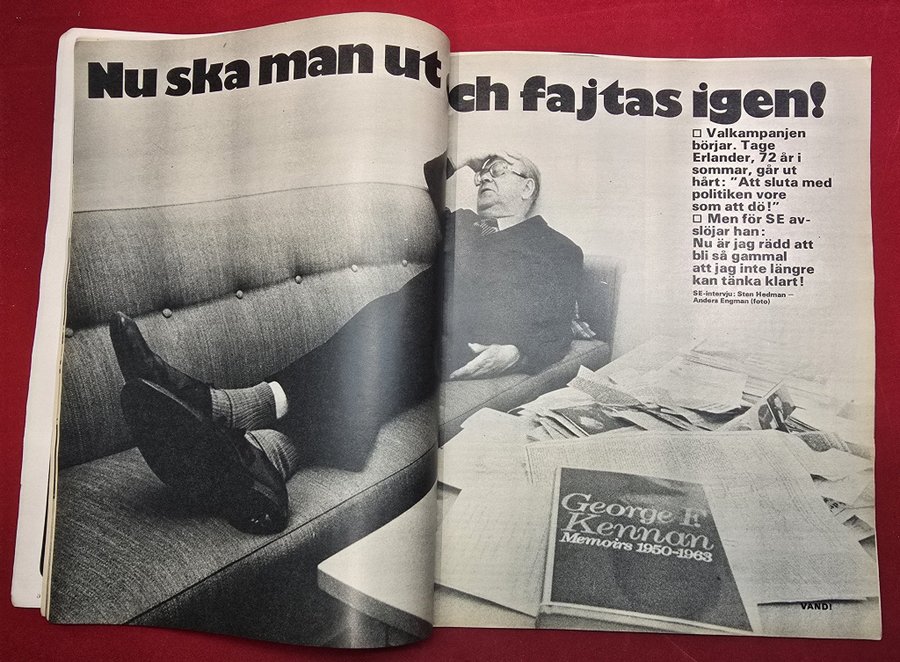 Nu ska man ut och fajtas igen!
□ Valkampanjen
börjar. Tage
Erlander, 72 år i
sommar, går ut
hårt: "Att sluta med
politiken vore
som att dö!"
□ Men för SE av-
slöjar han:
Nu är jag rädd att
bli så gammal
att jag inte längre
kan tänka klart!
SE-intervju: Sten Hedman —
Anders Engman (foto)
George F.
Kennan
Memoirs 1950-1963
VÄND!